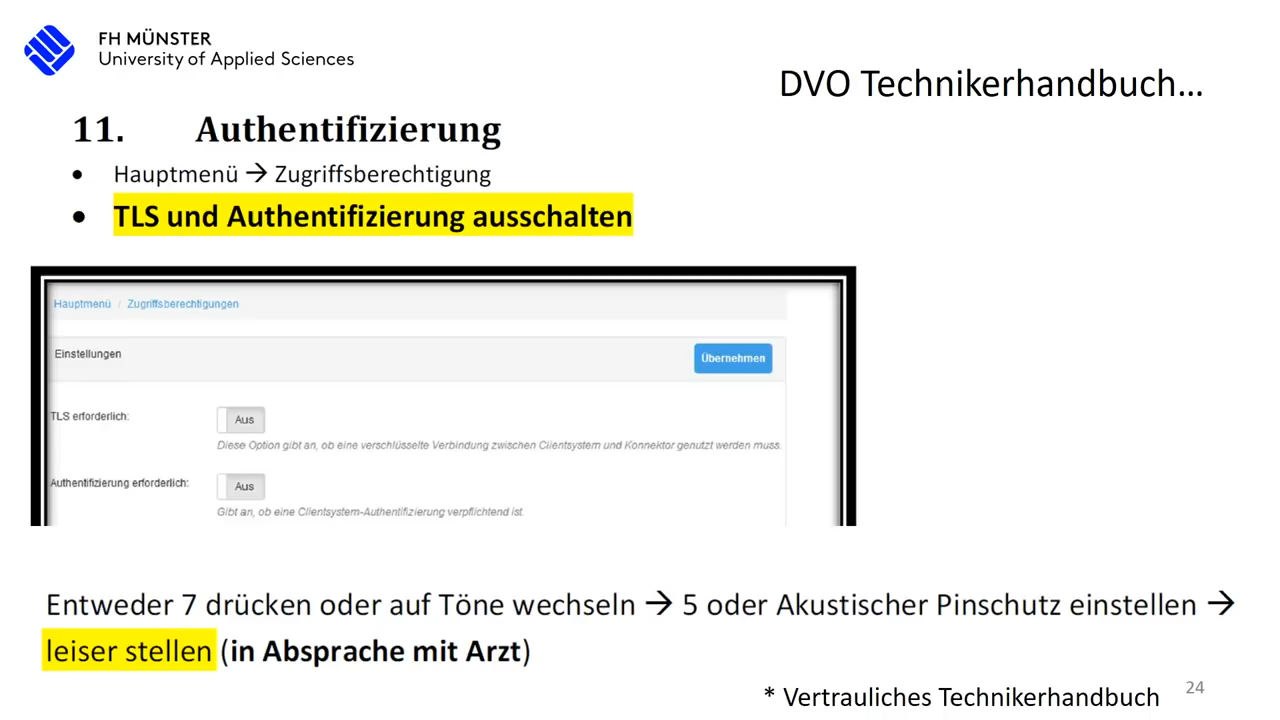 FH MÜNSTER
University of Applied Sciences
DVO Technikerhandbuch...
11. Authentifizierung
• Hauptmenü → Zugriffsberechtigung
• TLS und Authentifizierung ausschalten
Hauptmenü / Zugriffsberechtigungen
Einstellungen
Übernehmen
TLS erforderlich:
Aus
Diese Option gibt an, ob eine verschlüsselte Verbindung zwischen Clientsystem und Konnektor genutzt werden muss.
Authentifizierung erforderlich:
Aus
Gibt an, ob eine Clientsystem-Authentifizierung verpflichtend ist.
Entweder 7 drücken oder auf Töne wechseln → 5 oder Akustischer Pinschutz einstellen →
leiser stellen (in Absprache mit Arzt)
* Vertrauliches Technikerhandbuch
24